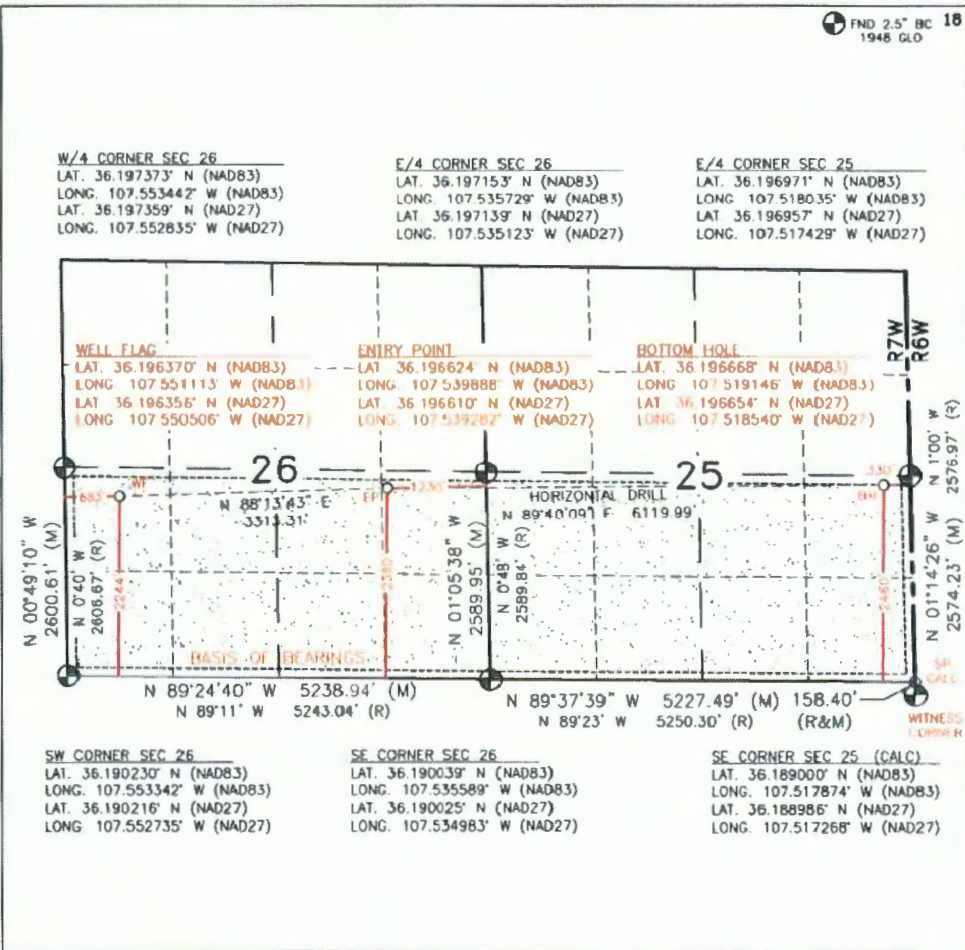 FND 2.5" BC 18
1948 GLO
W/4 CORNER SEC 26
LAT. 36.197373° N (NAD83)
LONG. 107.553442° W (NAD83)
LAT. 36.197359° N (NAD27)
LONG. 107.552835° W (NAD27)
E/4 CORNER SEC 26
LAT. 36.197153° N (NAD83)
LONG. 107.535729° W (NAD83)
LAT. 36.197139° N (NAD27)
LONG. 107.535123° W (NAD27)
E/4 CORNER SEC 25
LAT. 36.196971° N (NAD83)
LONG. 107.518035° W (NAD83)
LAT 36.196957° N (NAD27)
LONG. 107.517429° W (NAD27)
WELL FLAG
LAT. 36.196370° N (NAD83)
LONG 107.551113° W (NAD83)
LAT 36.196356° N (NAD27)
LONG 107.550506° W (NAD27)
ENTRY POINT
LAT 36.196624° N (NAD83)
LONG 107.539888° W (NAD83)
LAT. 36.196610° N (NAD27)
LONG. 107.539282° W (NAD27)
BOTTOM HOLE
LAT. 36.196668° N (NAD83)
LONG 107.519146° W (NAD83)
LAT 36.196654° N (NAD27)
LONG 107.518540° W (NAD27)
R7W
R6W
N 1°00' W
2576.97' (R)
26
25
WF
683'
N 88°13'43" E
3313.31'
EP
1230'
HORIZONTAL DRILL
N 89°40'09" E 6119.99'
330'
BH
N 00°49'10" W
2600.61' (M)
N 0°40' W
2606.67' (R)
2244'
2380'
N 01°05'38" W
2589.95' (M)
N 0°48' W
2589.84' (R)
2460'
N 01°14'26" W
2574.23' (M)
BASIS OF BEARINGS
N 89°24'40" W 5238.94' (M)
N 89°11' W 5243.04' (R)
N 89°37'39" W 5227.49' (M)
N 89°23' W 5250.30' (R)
158.40'
(R&M)
CALC
WITNESS
CORNER
SW CORNER SEC 26
LAT. 36.190230° N (NAD83)
LONG. 107.553342° W (NAD83)
LAT. 36.190216° N (NAD27)
LONG 107.552735° W (NAD27)
SE CORNER SEC 26
LAT. 36.190039° N (NAD83)
LONG. 107.535589° W (NAD83)
LAT. 36.190025° N (NAD27)
LONG. 107.534983° W (NAD27)
SE CORNER SEC 25 (CALC)
LAT. 36.189000° N (NAD83)
LONG. 107.517874° W (NAD83)
LAT. 36.188986° N (NAD27)
LONG. 107.517268° W (NAD27)